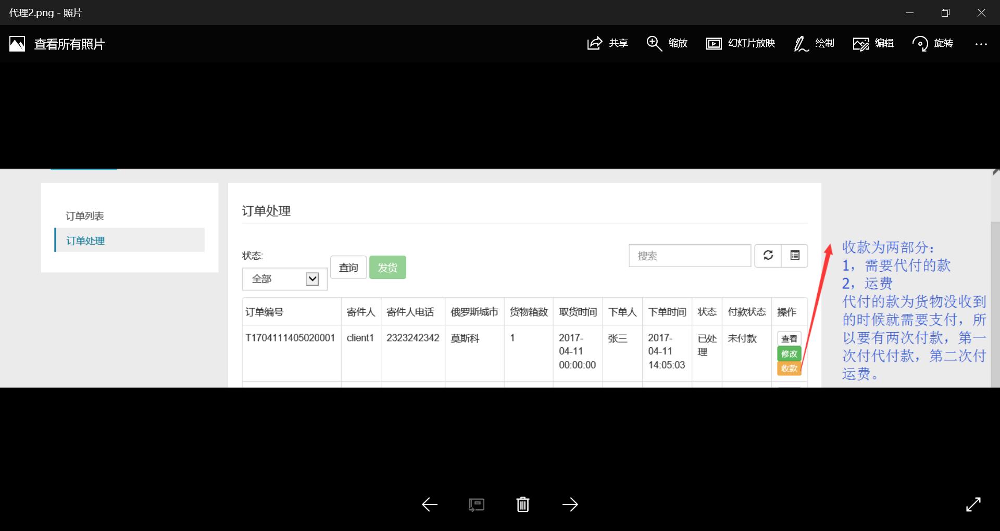 代理2.png - 照片
查看所有照片
共享
缩放
幻灯片放映
绘制
编辑
旋转
订单列表
订单处理
订单处理
状态:
全部
查询
发货
搜索
订单编号 寄件人 寄件人电话 俄罗斯城市 货物箱数 取货时间 下单人 下单时间 状态 付款状态 操作
T1704111405020001 client1 2323242342 莫斯科 1 2017- 张三 2017- 已处 未付款 查看
04-11 04-11 理 修改
00:00:00 14:05:03 收款
收款为两部分:
1, 需要代付的款
2, 运费
代付的款为货物没收到
的时候就需要支付, 所
以要有两次付款, 第一
次付代付款, 第二次付
运费。